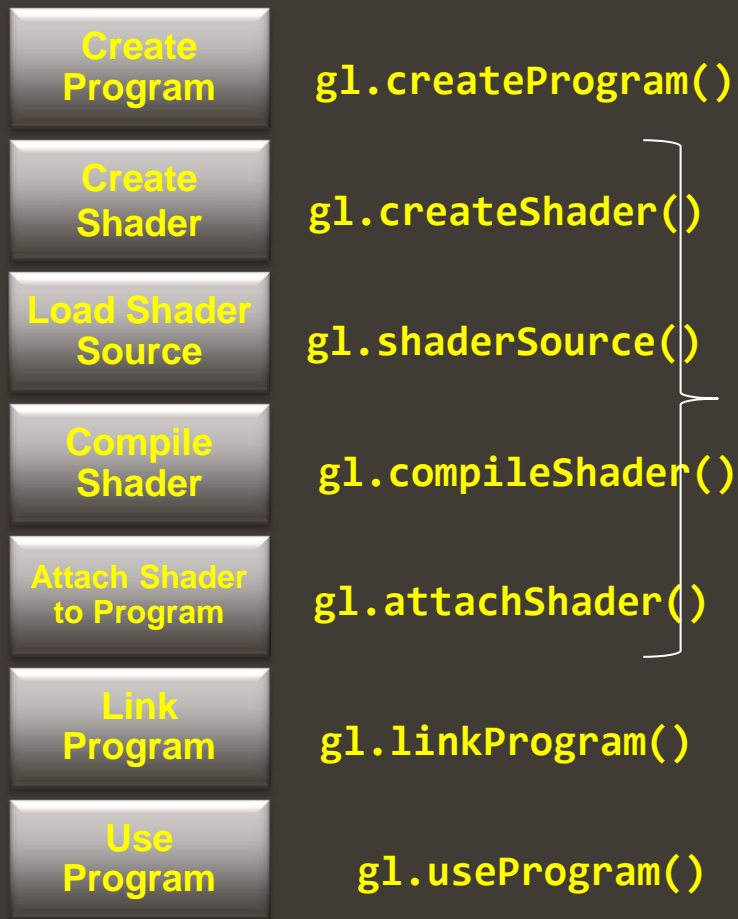 Create
Program
gl.createProgram()
Create
Shader
gl.createShader()
Load Shader
Source
gl.shaderSource()
Compile
Shader
gl.compileShader()
Attach Shader
to Program
gl.attachShader()
Link
Program
gl.linkProgram()
Use
Program
gl.useProgram()